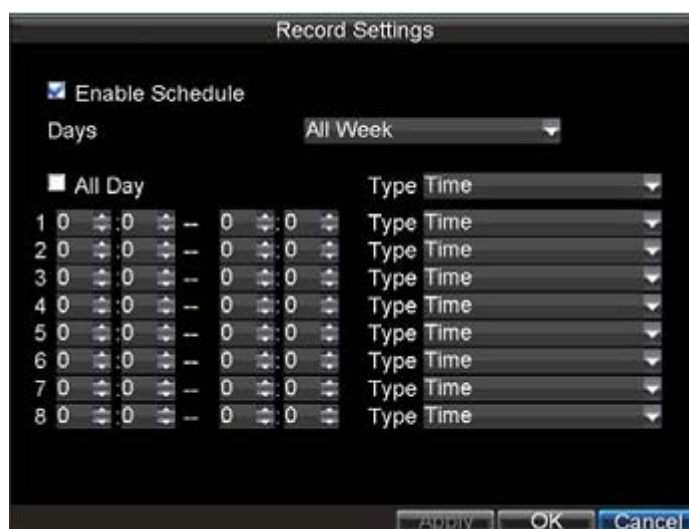 Record Settings
Enable Schedule
Days All Week
All Day Type Time
1 0 :0 -- 0 :0 Type Time
2 0 :0 -- 0 :0 Type Time
3 0 :0 -- 0 :0 Type Time
4 0 :0 -- 0 :0 Type Time
5 0 :0 -- 0 :0 Type Time
6 0 :0 -- 0 :0 Type Time
7 0 :0 -- 0 :0 Type Time
8 0 :0 -- 0 :0 Type Time
Apply OK Cancel